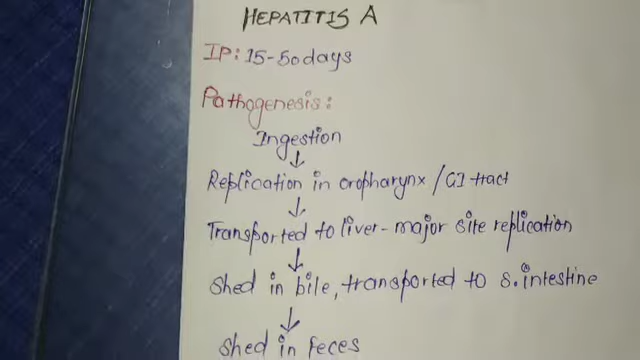 HEPATITIS A
IP: 15-50days
Pathogenesis:
Ingestion
↓
Replication in oropharynx / GI tract
↓
Transported to liver - major site replication
↓
Shed in bile, transported to s. intestine
↓
Shed in feces